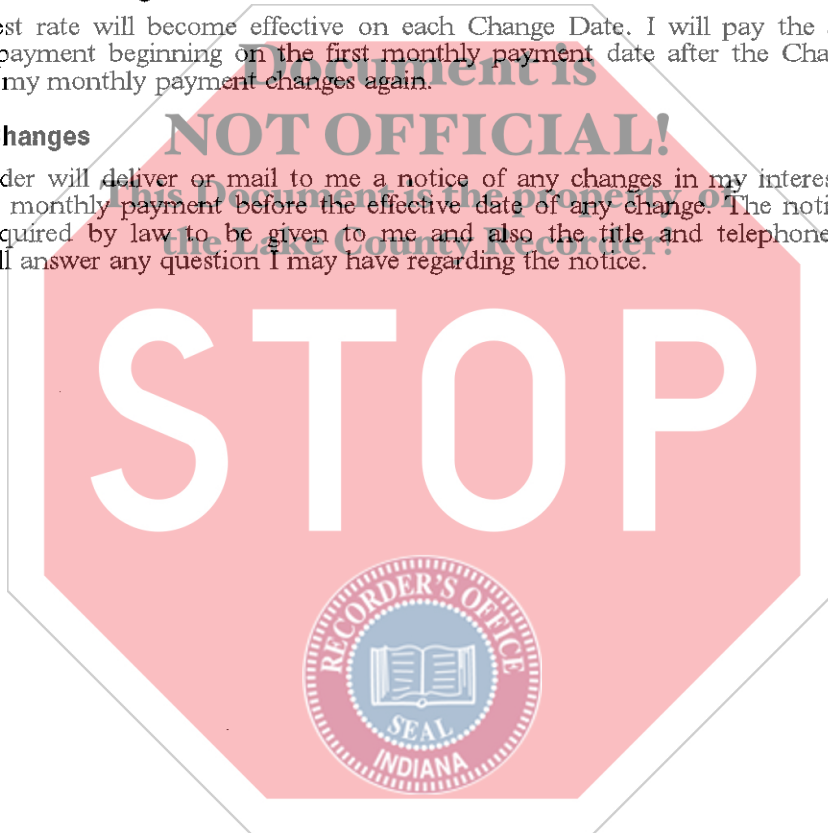 est rate will become effective on each Change Date. I will pay the
payment beginning on the first monthly payment date after the Cha
my monthly payment changes again.
Document is
hanges
NOT OFFICIAL!
der will deliver or mail to me a notice of any changes in my interes
This Document is the property of
monthly payment before the effective date of any change. The noti
the Lake County Recorder!
quired by law to be given to me and also the title and telephone
ll answer any question I may have regarding the notice.
STOP
RECORDER'S OFFICE
SEAL
INDIANA